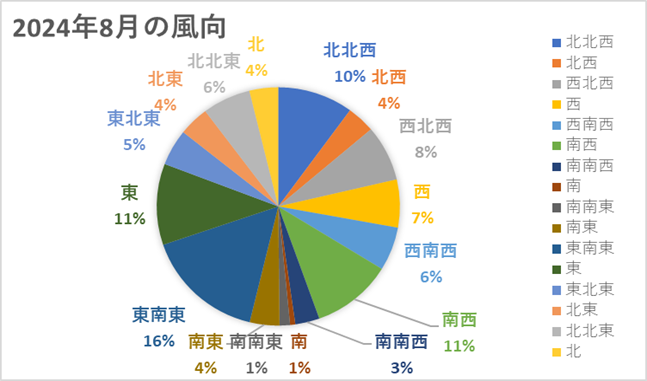 2024年8月の風向
北北西
10%
北西
4%
西北西
8%
西
7%
西南西
6%
南西
11%
南南西
3%
南
1%
南南東
1%
南東
4%
東南東
16%
東
11%
東北東
5%
北東
4%
北北東
6%
北
4%
北北西
北西
西北西
西
西南西
南西
南南西
南
南南東
南東
東南東
東
東北東
北東
北北東
北